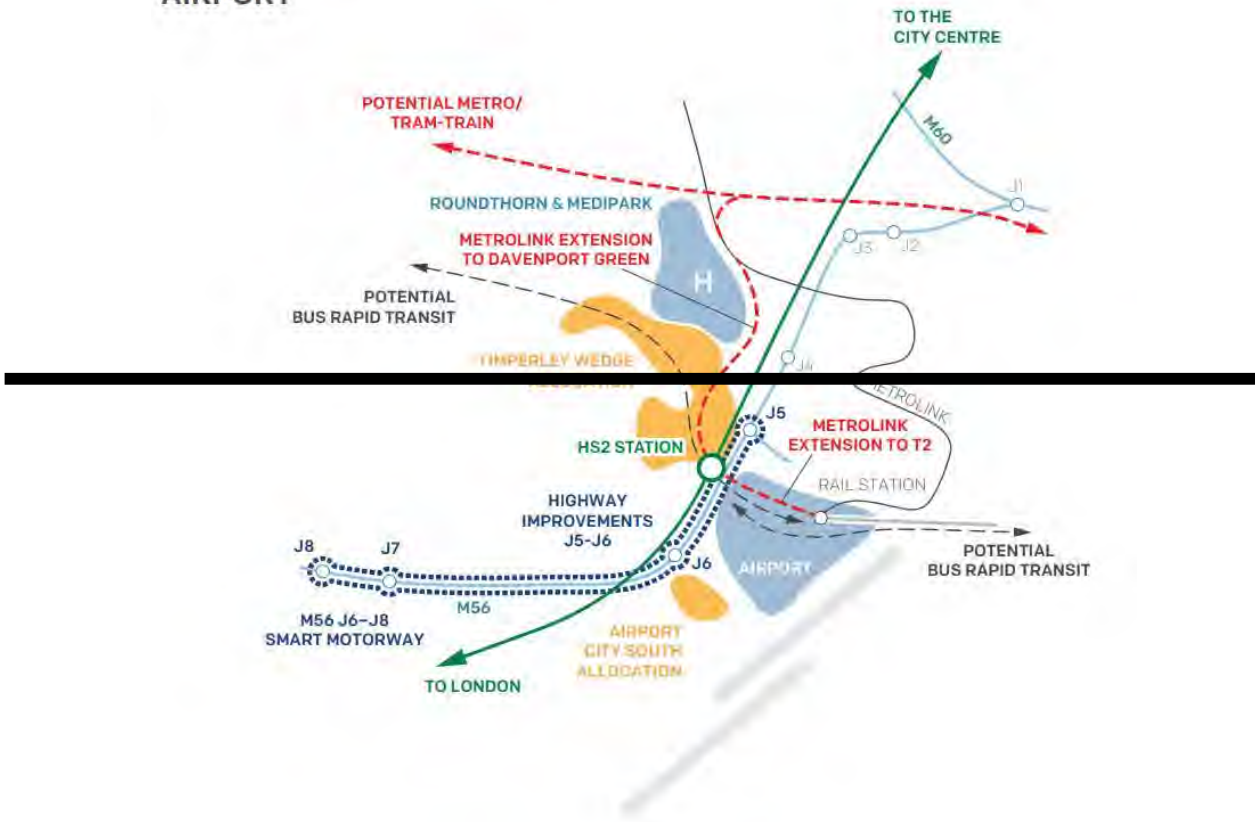 AIRPORT
TO THE
CITY CENTRE
POTENTIAL METRO/
TRAM-TRAIN
M60
J1
ROUNDTHORN & MEDIPARK
J3
J2
METROLINK EXTENSION
TO DAVENPORT GREEN
H
POTENTIAL
BUS RAPID TRANSIT
TIMPERLEY WEDGE
J4
METROLINK
J5
METROLINK
EXTENSION TO T2
HS2 STATION
RAIL STATION
HIGHWAY
IMPROVEMENTS
J5-J6
J8
J7
J6
AIRPORT
POTENTIAL
BUS RAPID TRANSIT
M56
M56 J6-J8
SMART MOTORWAY
AIRPORT
CITY SOUTH
ALLOCATION
TO LONDON